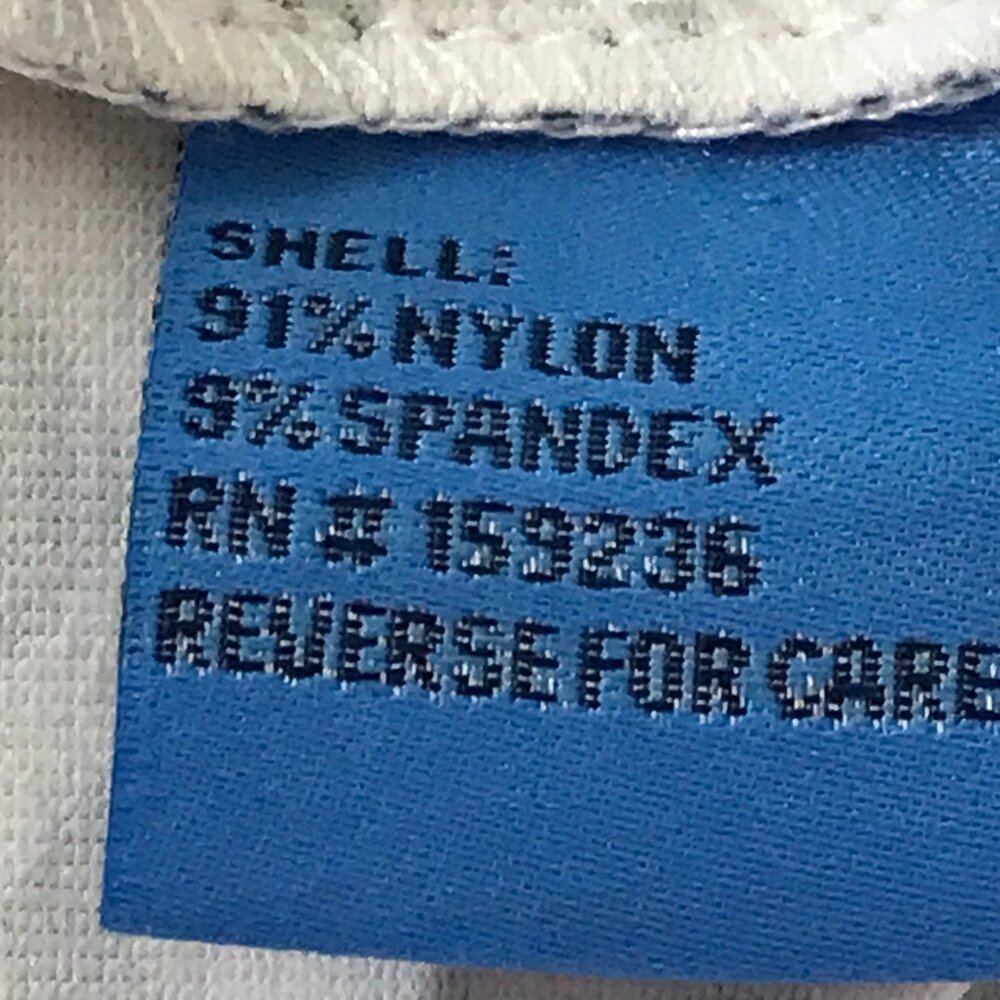 SHELL:
91% NYLON
9% SPANDEX
RN # 159236
REVERSE FOR CARE